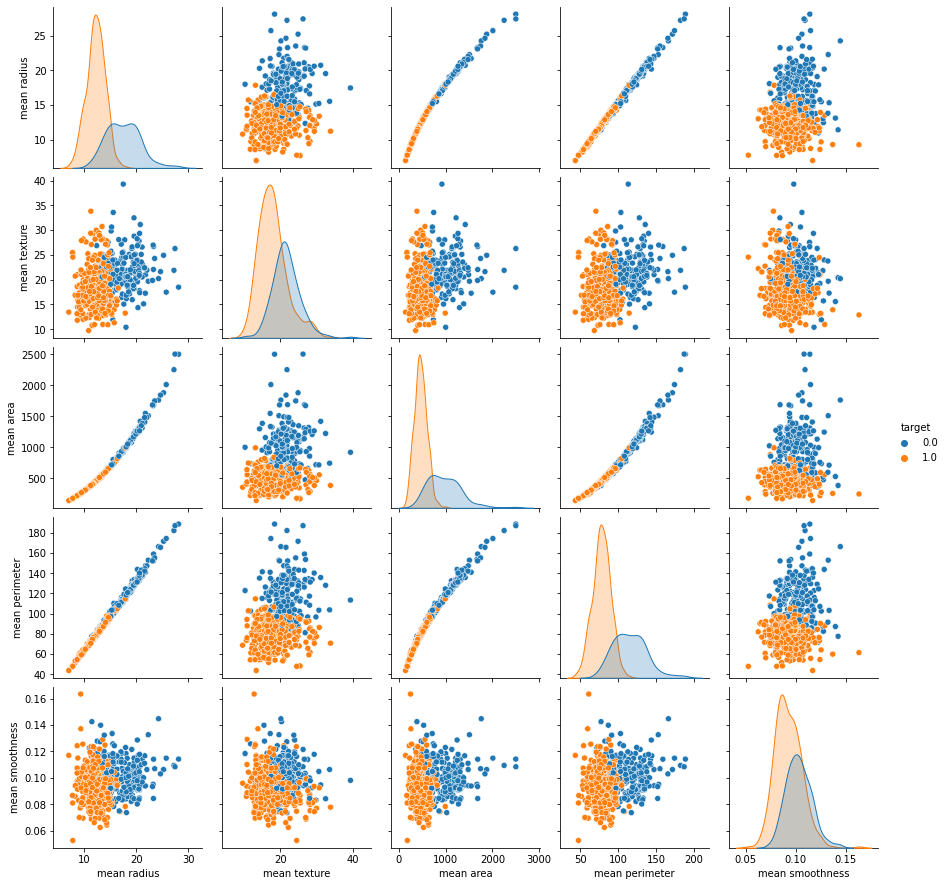 mean radius
25
20
15
10
mean texture
40
35
30
25
20
15
10
mean area
2500
2000
1500
1000
500
target
0.0
1.0
mean perimeter
180
160
140
120
100
80
60
40
mean smoothness
0.16
0.14
0.12
0.10
0.08
0.06
10 20 30
20 40
0 1000 2000 3000
50 100 150 200
0.05 0.10 0.15
mean radius
mean texture
mean area
mean perimeter
mean smoothness